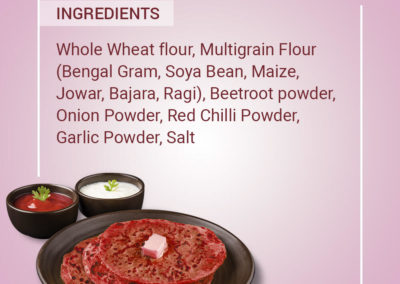 INGREDIENTS
Whole Wheat flour, Multigrain Flour
(Bengal Gram, Soya Bean, Maize,
Jowar, Bajara, Ragi), Beetroot powder,
Onion Powder, Red Chilli Powder,
Garlic Powder, Salt